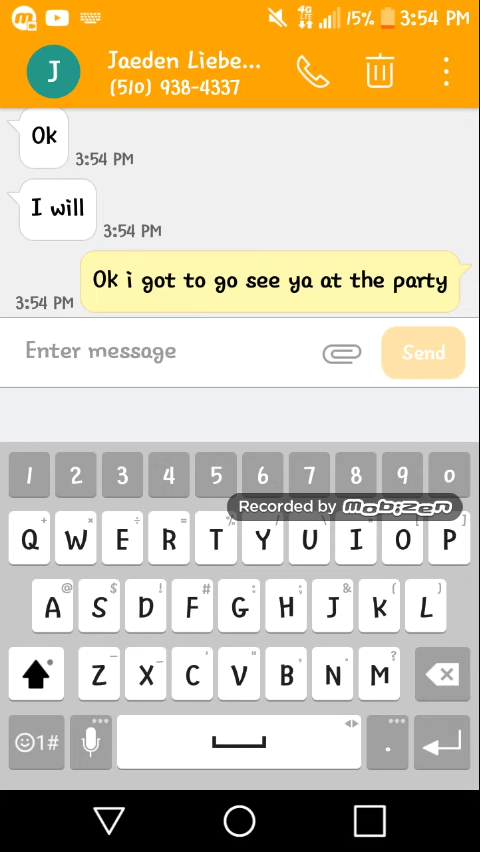 4G LTE 15% 3:54 PM
J
Jaeden Liebe...
(510) 938-4337
Ok
3:54 PM
I will
3:54 PM
Ok i got to go see ya at the party
3:54 PM
Enter message
Send
1 2 3 4 5 6 7 8 9 0
Recorded by Mobizen
Q W E R T Y U I O P
A S D F G H J K L
Z X C V B N M
1#
.